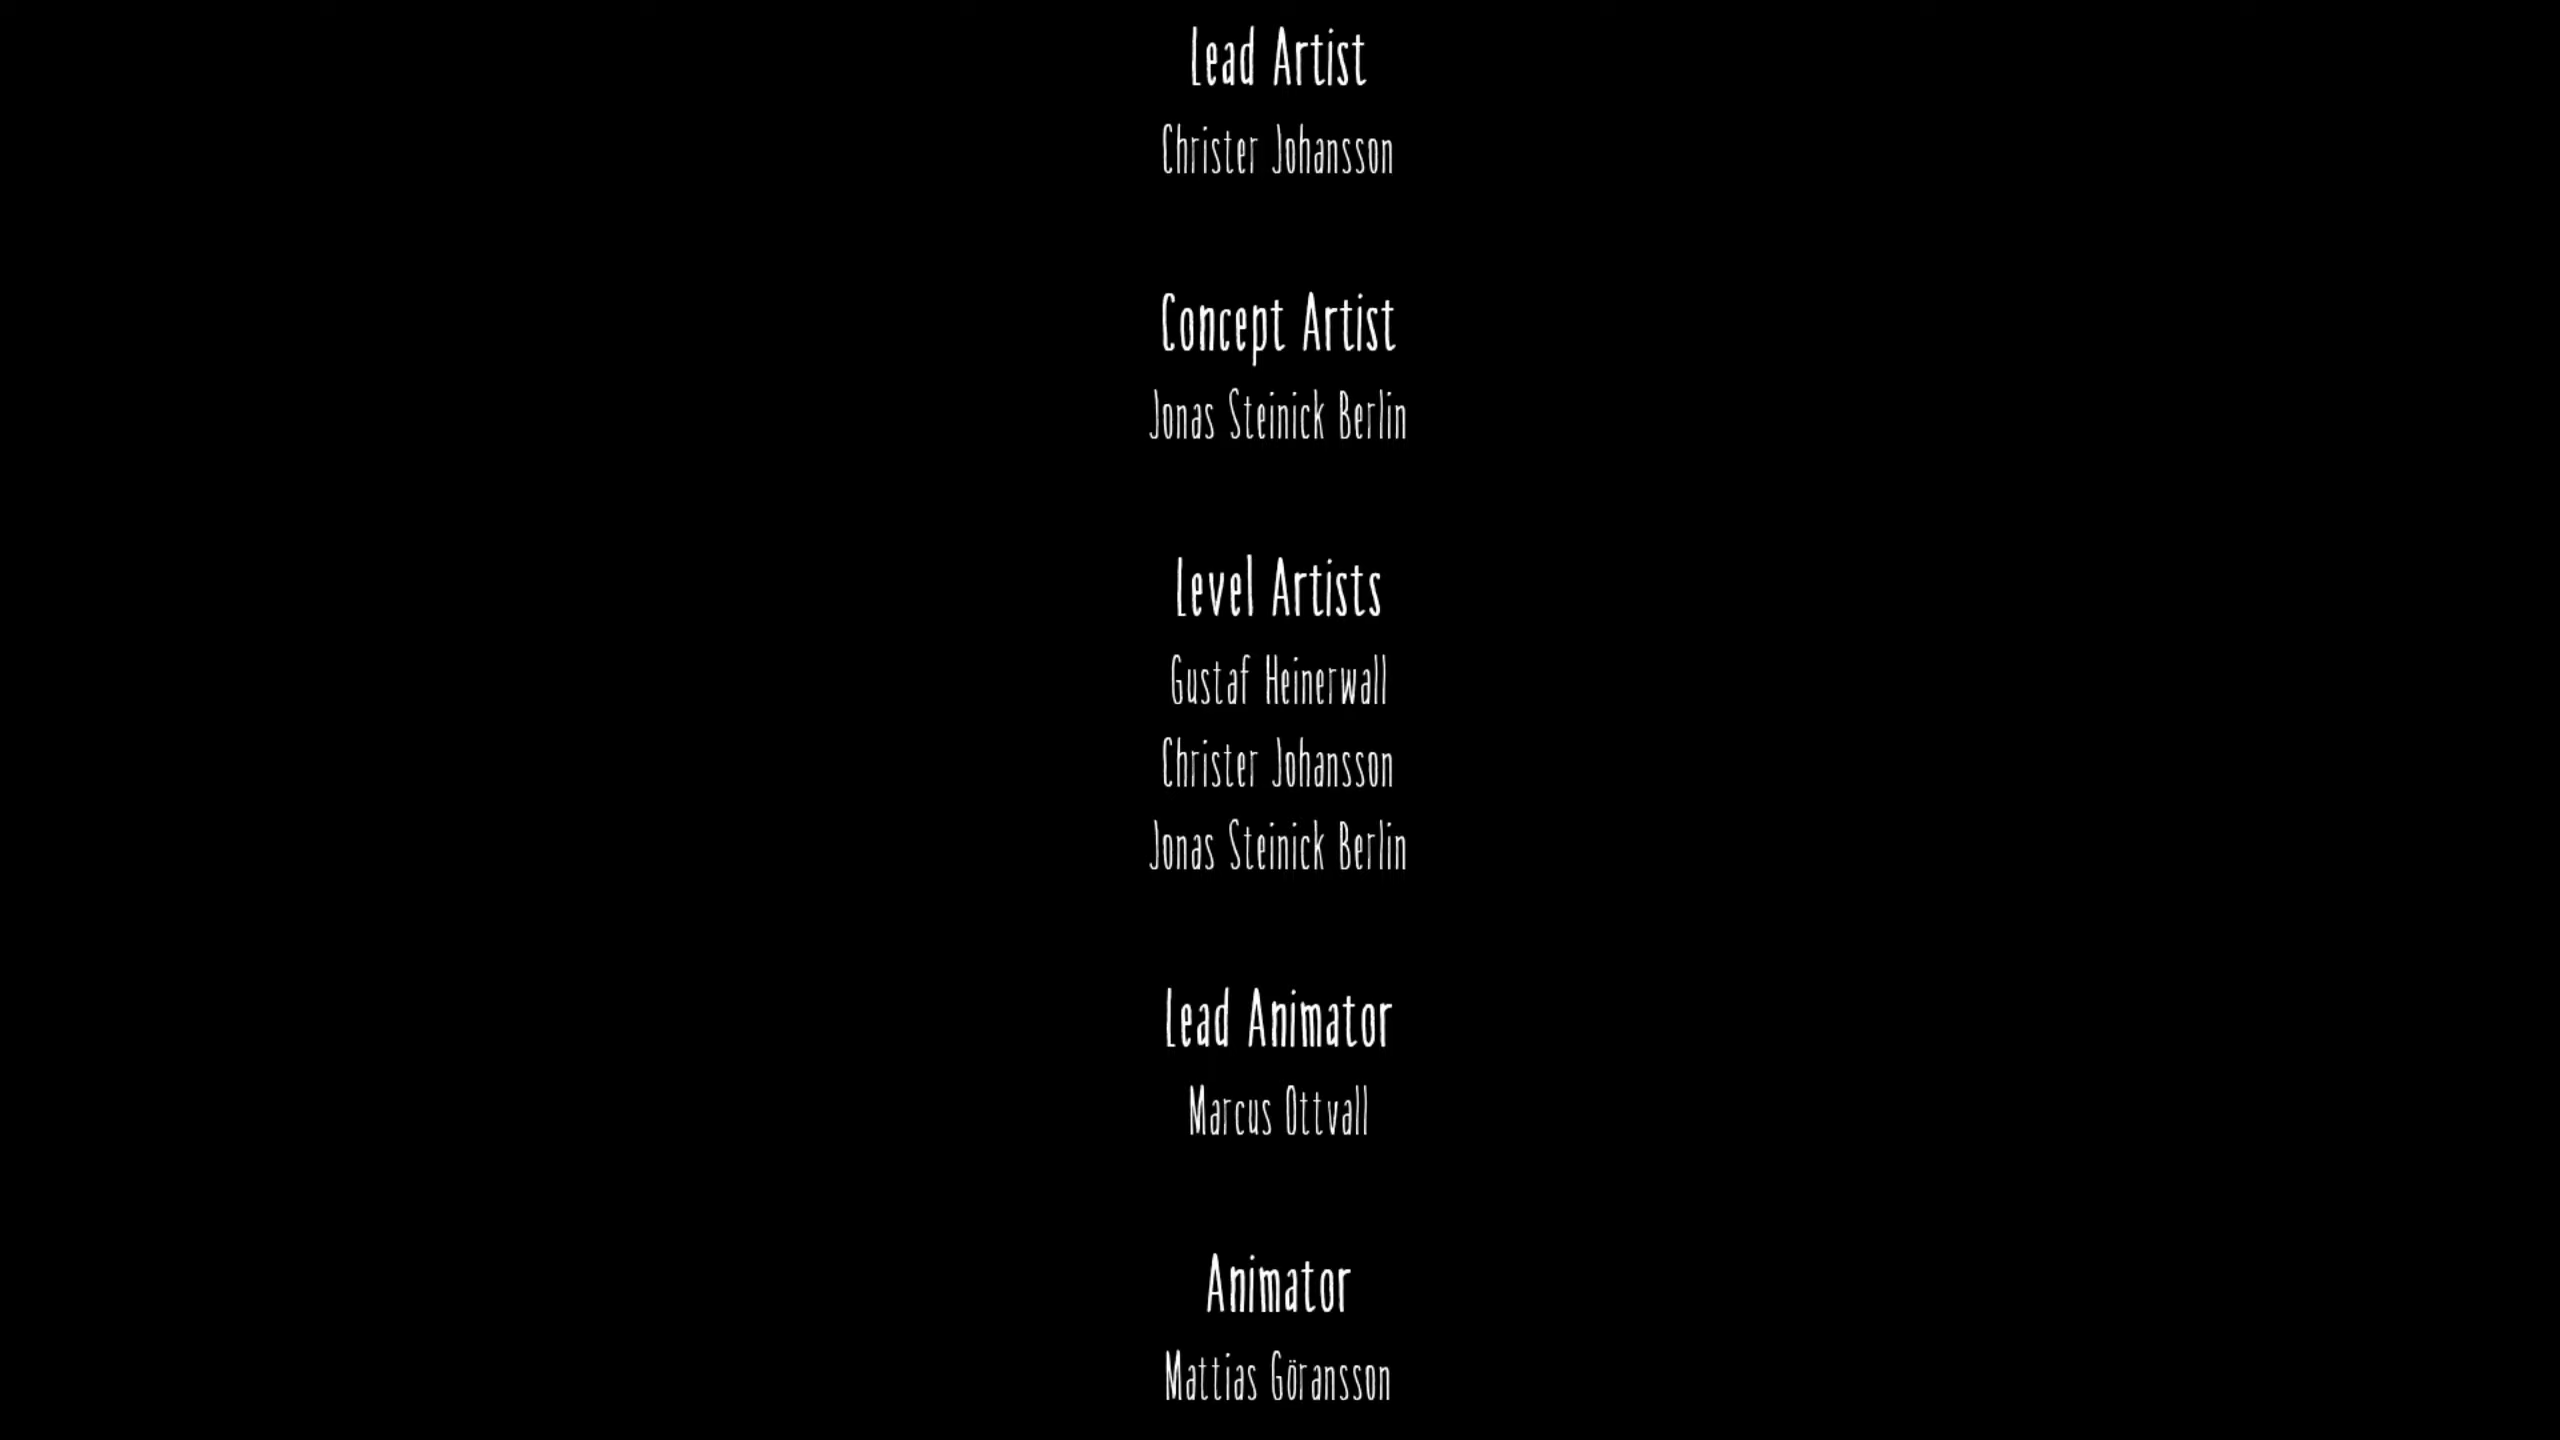 Lead Artist
Christer Johansson
Concept Artist
Jonas Steinick Berlin
Level Artists
Gustaf Heinerwall
Christer Johansson
Jonas Steinick Berlin
Lead Animator
Marcus Ottvall
Animator
Mattias Göransson